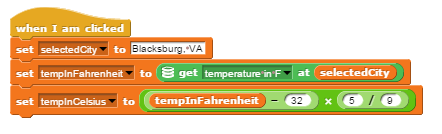 when I am clicked
set selectedCity to Blacksburg, VA
set tempInFahrenheit to get temperature in F at selectedCity
set tempInCelsius to tempInFahrenheit - 32 × 5 / 9